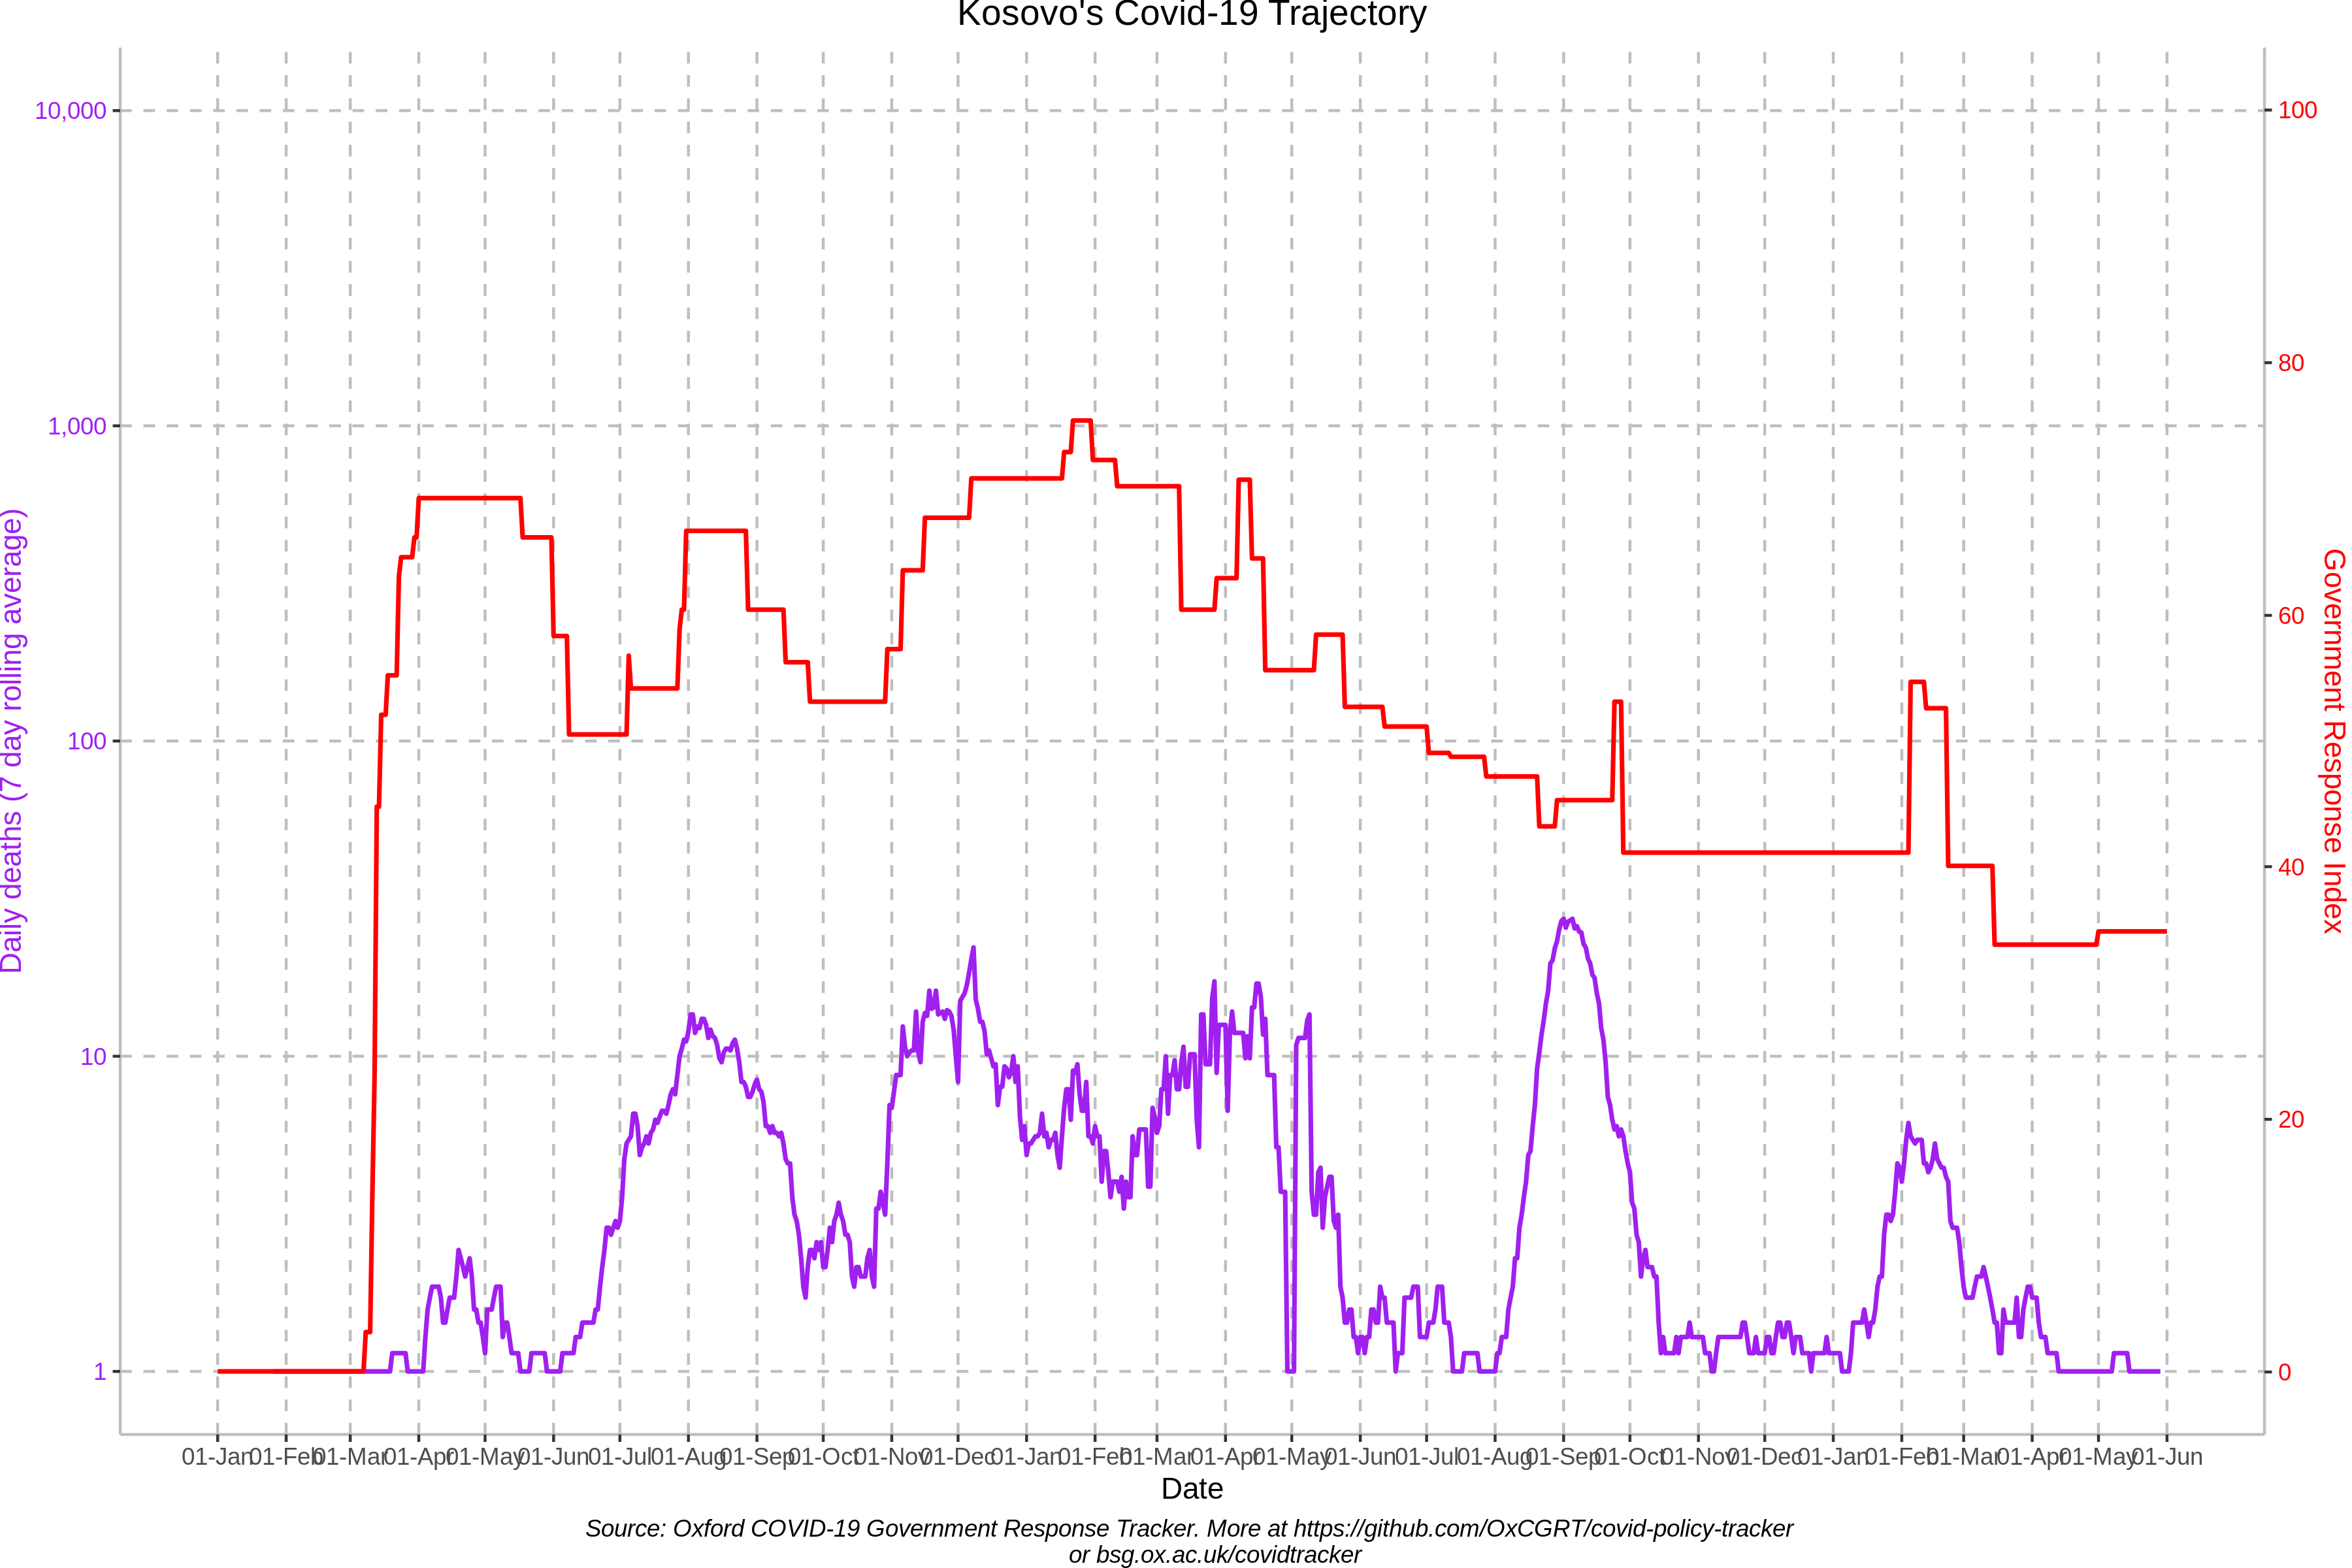 Kosovo's Covid-19 Trajectory
10,000
1,000
100
10
1
Daily deaths (7 day rolling average)
100
80
60
40
20
0
Government Response Index
01-Jan 01-Feb 01-Mar 01-Apr 01-May 01-Jun 01-Jul 01-Aug 01-Sep 01-Oct 01-Nov 01-Dec 01-Jan 01-Feb 01-Mar 01-Apr 01-May 01-Jun 01-Jul 01-Aug 01-Sep 01-Oct 01-Nov 01-Dec 01-Jan 01-Feb 01-Mar 01-Apr 01-May 01-Jun
Date
Source: Oxford COVID-19 Government Response Tracker. More at https://github.com/OxCGRT/covid-policy-tracker
or bsg.ox.ac.uk/covidtracker